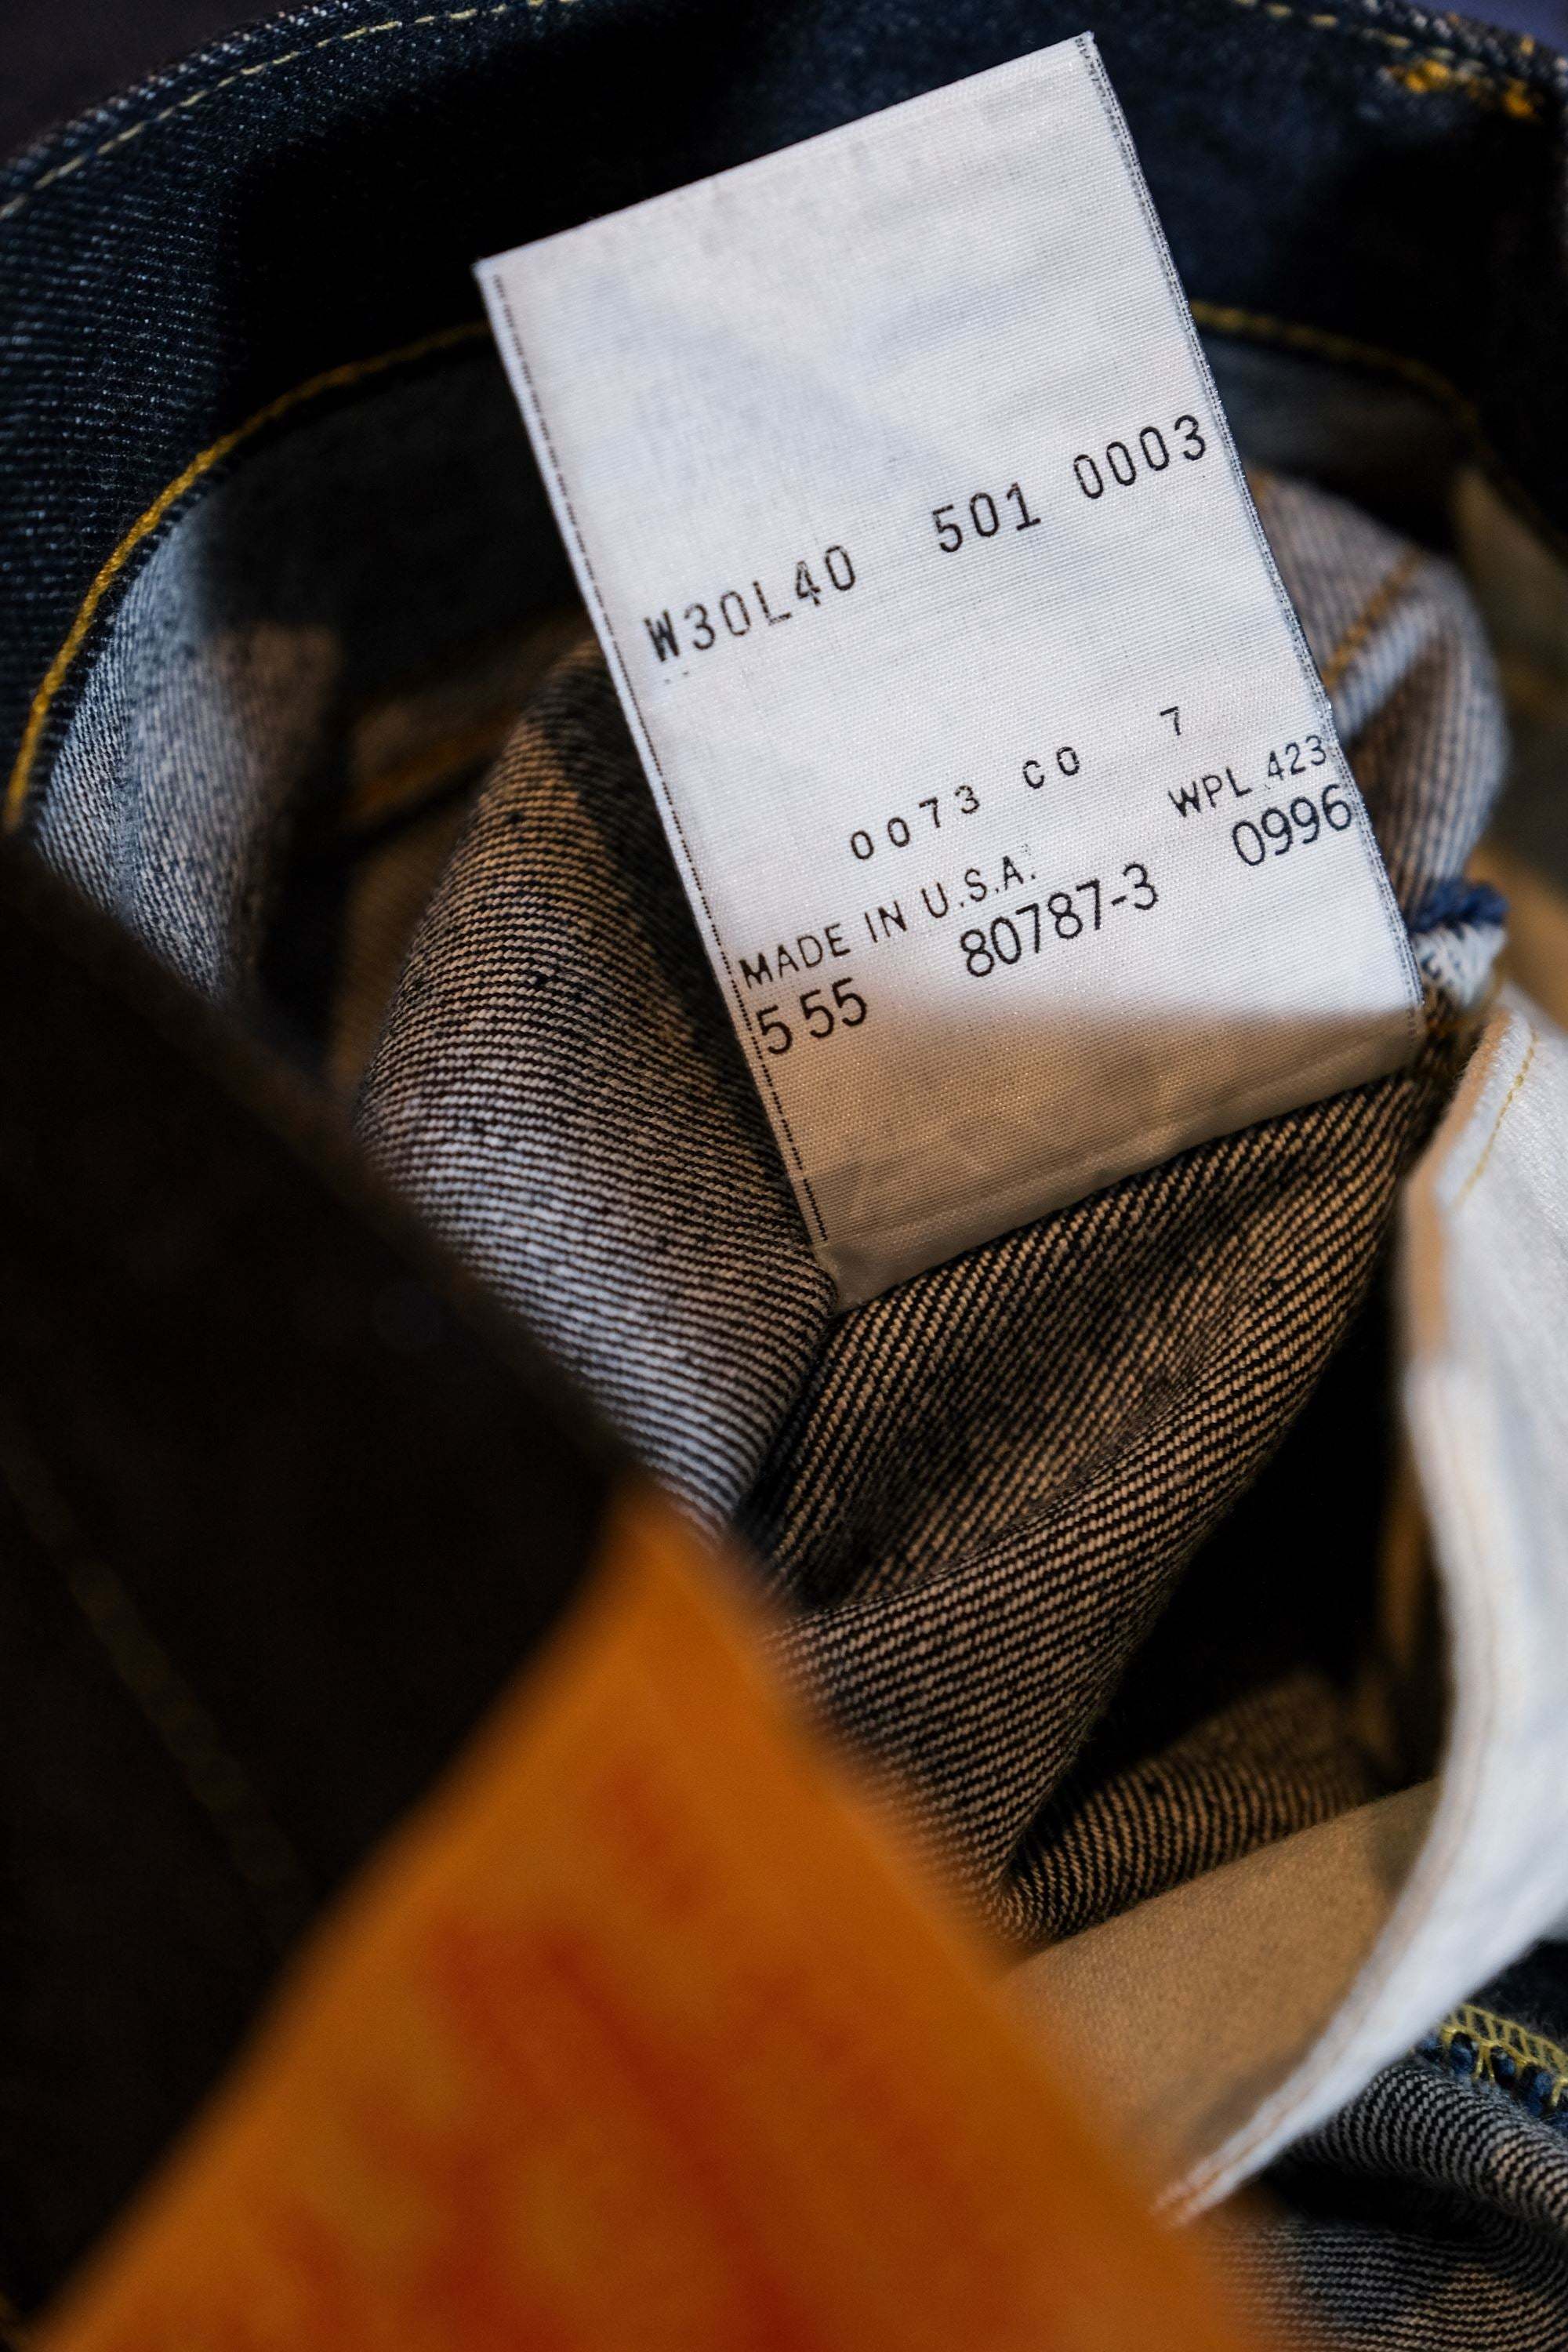 W30L40 501 0003
0073 CO 7
MADE IN U.S.A. WPL 423
555 80787-3 0996